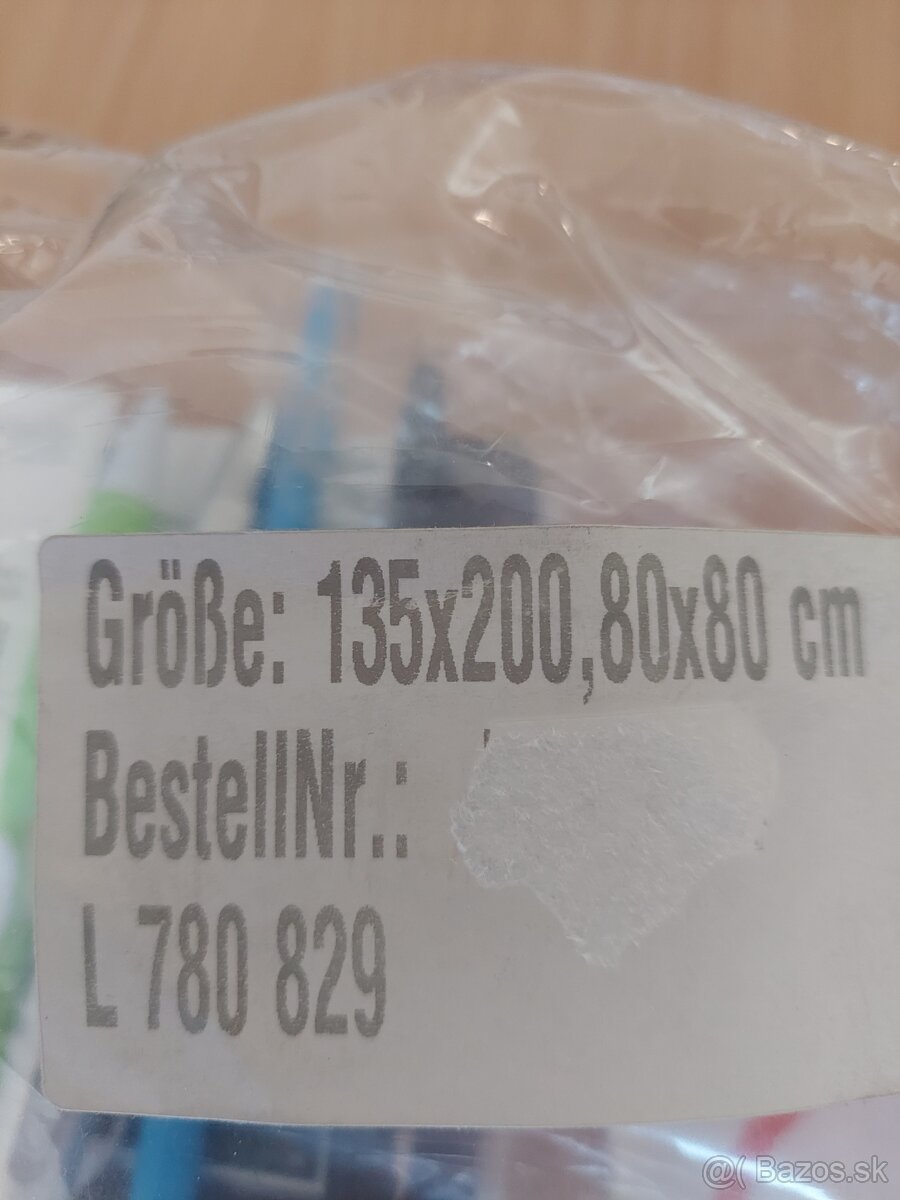 Größe: 135x200,80x80 cm
BestellNr.:
L 780 829
@( Bazos.sk